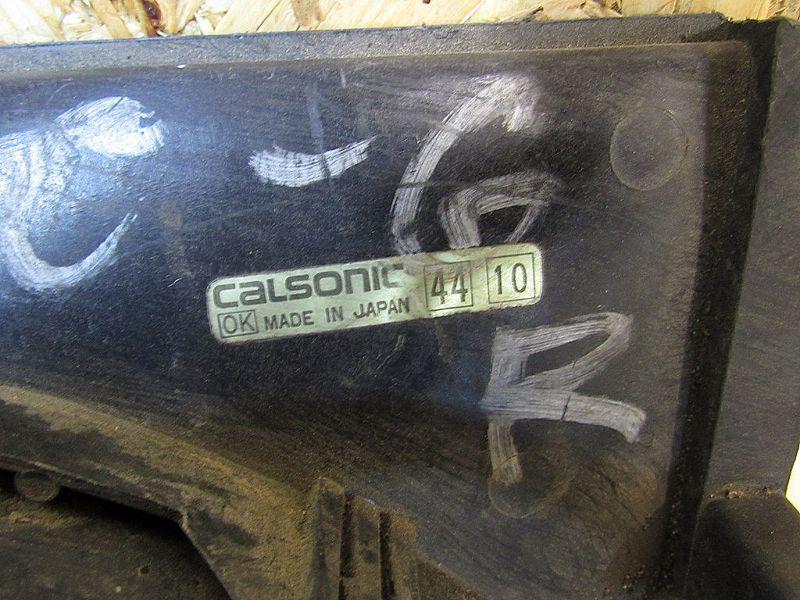 C - G
calsonic 44 10
OK MADE IN JAPAN
R